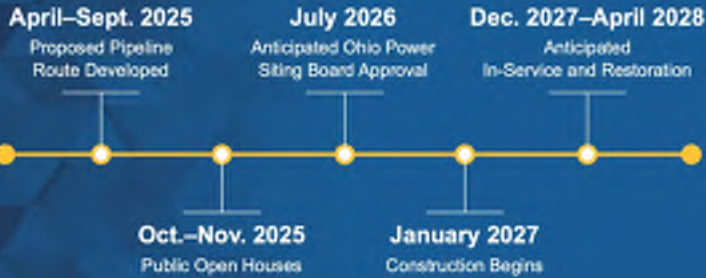 April–Sept. 2025
Proposed Pipeline
Route Developed
Oct.–Nov. 2025
Public Open Houses
July 2026
Anticipated Ohio Power
Siting Board Approval
January 2027
Construction Begins
Dec. 2027–April 2028
Anticipated
In-Service and Restoration